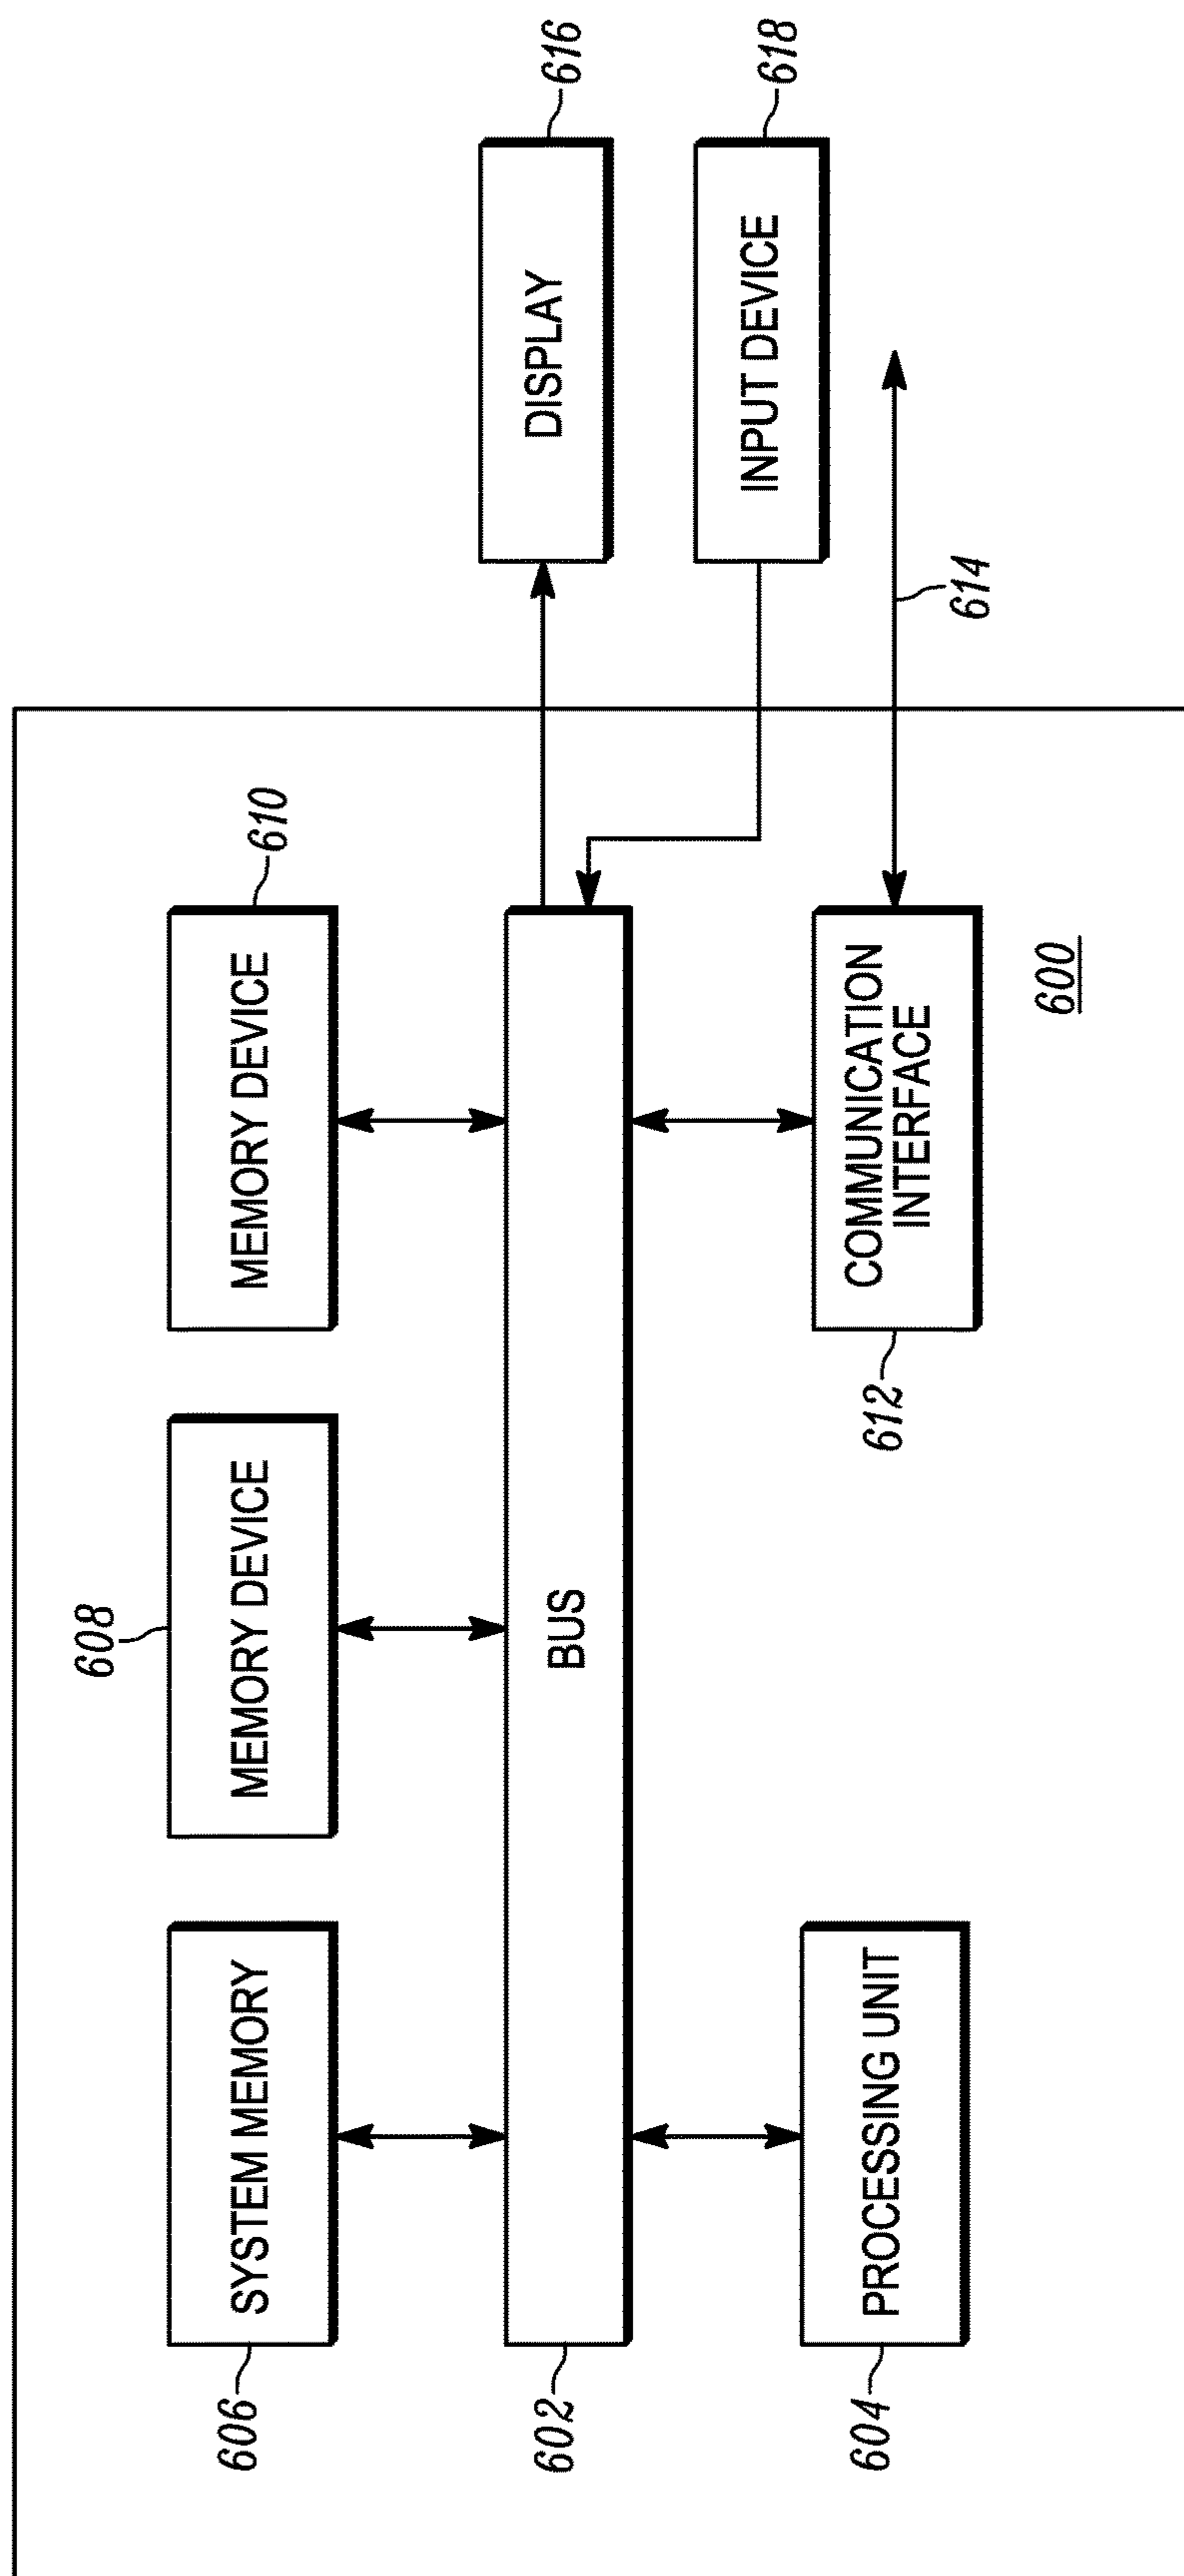 610
608
606
SYSTEM MEMORY
MEMORY DEVICE
MEMORY DEVICE
616
DISPLAY
602
BUS
618
INPUT DEVICE
604
PROCESSING UNIT
COMMUNICATION
INTERFACE
612
614
600